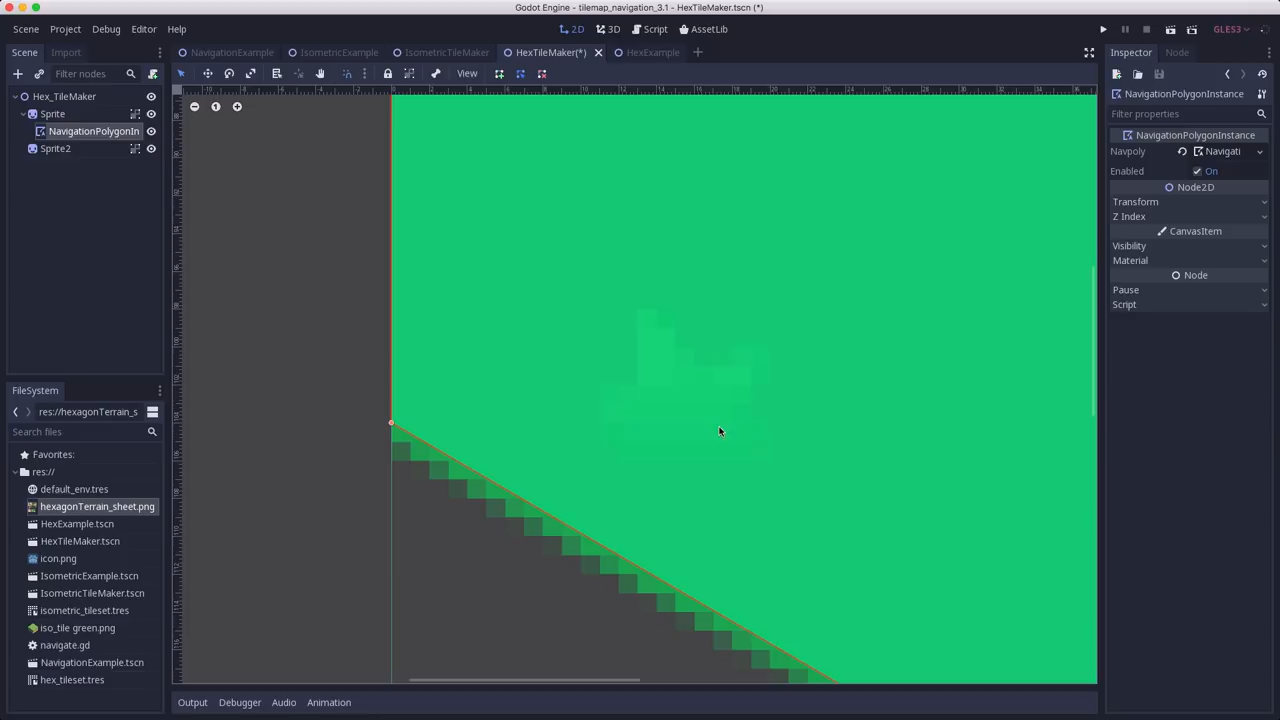 Godot Engine - tilemap_navigation_3.1 - HexTileMaker.tscn (*)
Scene Project Debug Editor Help
2D 3D Script AssetLib
GLES3
Scene Import
NavigationExample IsometricExample IsometricTileMaker HexTileMaker(*) HexExample
Inspector Node
Filter nodes
View
Hex_TileMaker
Sprite
NavigationPolygonIn
Sprite2
NavigationPolygonInstance
Filter properties
NavigationPolygonInstance
Navpoly Navigati
Enabled On
Node2D
Transform
Z Index
CanvasItem
Visibility
Material
Node
Pause
Script
FileSystem
res://hexagonTerrain_s
Search files
Favorites:
res://
default_env.tres
hexagonTerrain_sheet.png
HexExample.tscn
HexTileMaker.tscn
icon.png
IsometricExample.tscn
IsometricTileMaker.tscn
isometric_tileset.tres
iso_tile green.png
navigate.gd
NavigationExample.tscn
hex_tileset.tres
Output Debugger Audio Animation